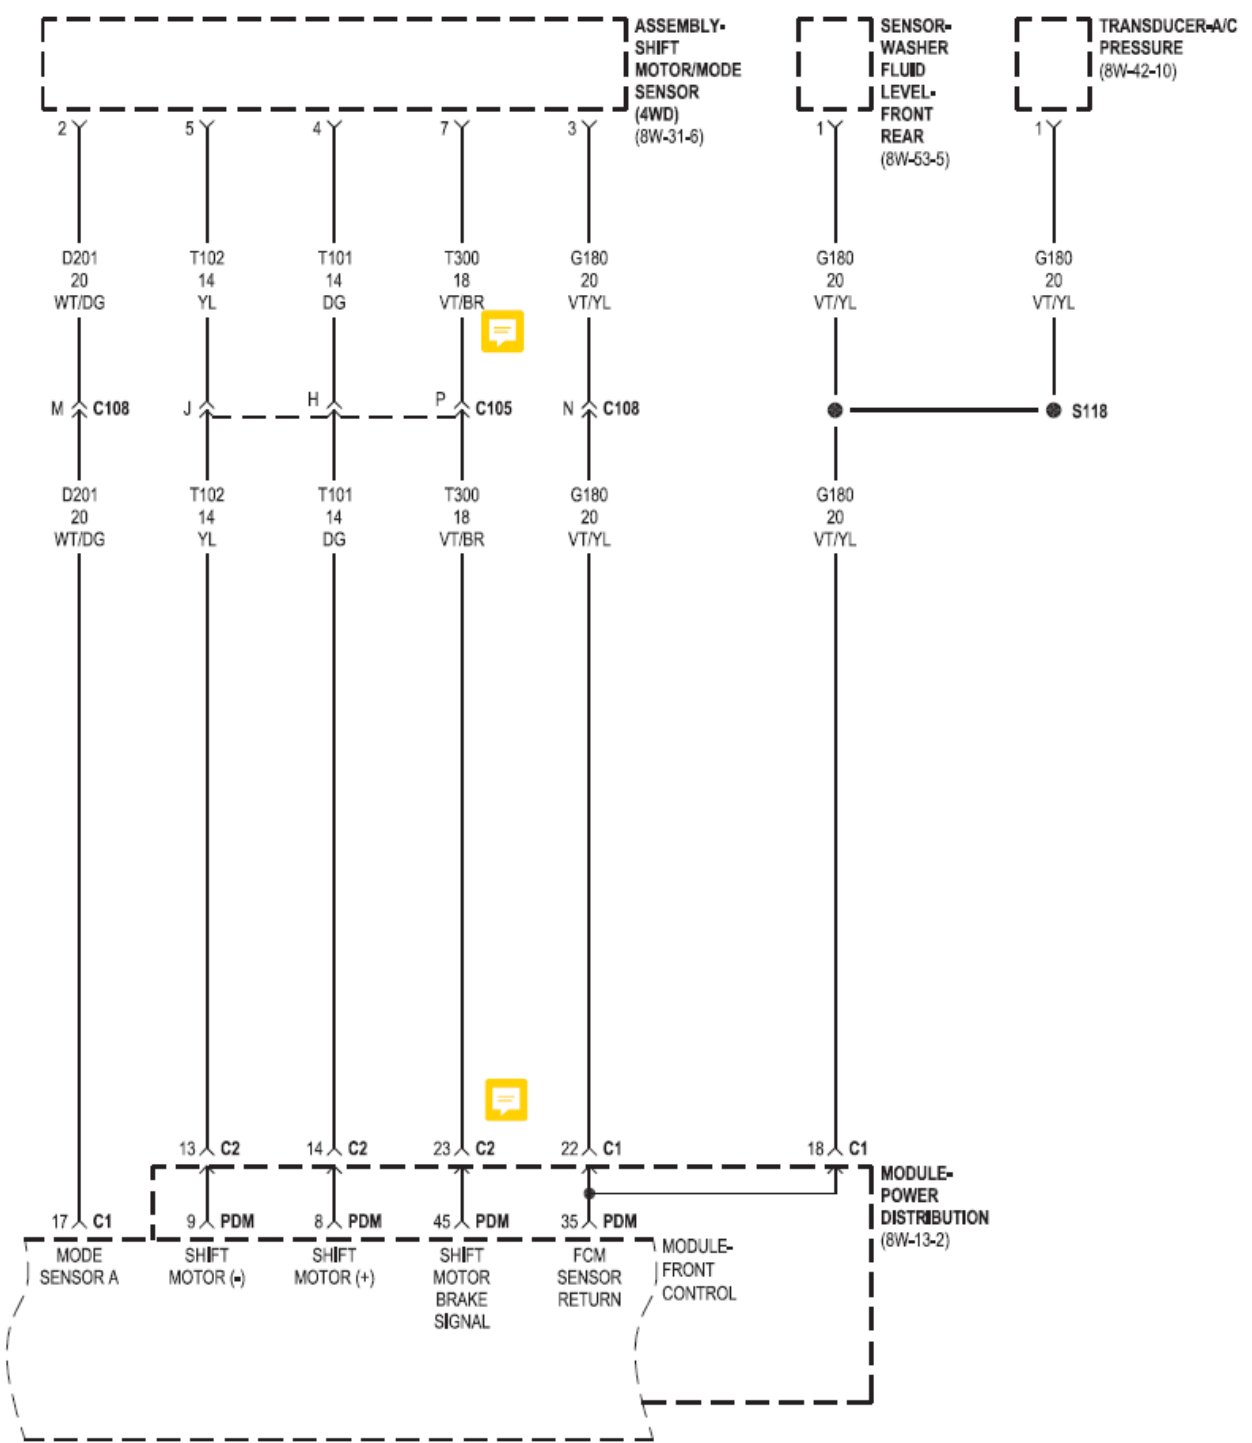 ASSEMBLY-
SHIFT
MOTOR/MODE
SENSOR
(4WD)
(8W-31-6)
SENSOR-
WASHER
FLUID
LEVEL-
FRONT
REAR
(8W-53-5)
TRANSDUCER-A/C
PRESSURE
(8W-42-10)
2 5 4 7 3 1 1
D201 T102 T101 T300 G180 G180 G180
20 14 14 18 20 20 20
WT/DG YL DG VT/BR VT/YL VT/YL VT/YL
M C108 J H P C105 N C108 S118
D201 T102 T101 T300 G180 G180
20 14 14 18 20 20
WT/DG YL DG VT/BR VT/YL VT/YL
13 C2 14 C2 23 C2 22 C1 18 C1
MODULE-
POWER
DISTRIBUTION
(8W-13-2)
17 C1 9 PDM 8 PDM 45 PDM 35 PDM
MODE
SENSOR A
SHIFT
MOTOR (-)
SHIFT
MOTOR (+)
SHIFT
MOTOR
BRAKE
SIGNAL
FCM
SENSOR
RETURN
MODULE-
FRONT
CONTROL